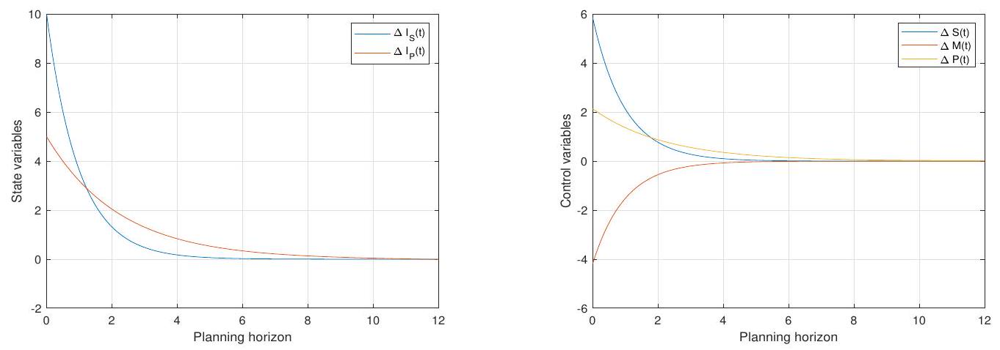 10
8
6
4
2
0
-2
State variables
0 2 4 6 8 10 12
Planning horizon
Δ I_S(t)
Δ I_P(t)
6
4
2
0
-2
-4
-6
Control variables
0 2 4 6 8 10 12
Planning horizon
Δ S(t)
Δ M(t)
Δ P(t)